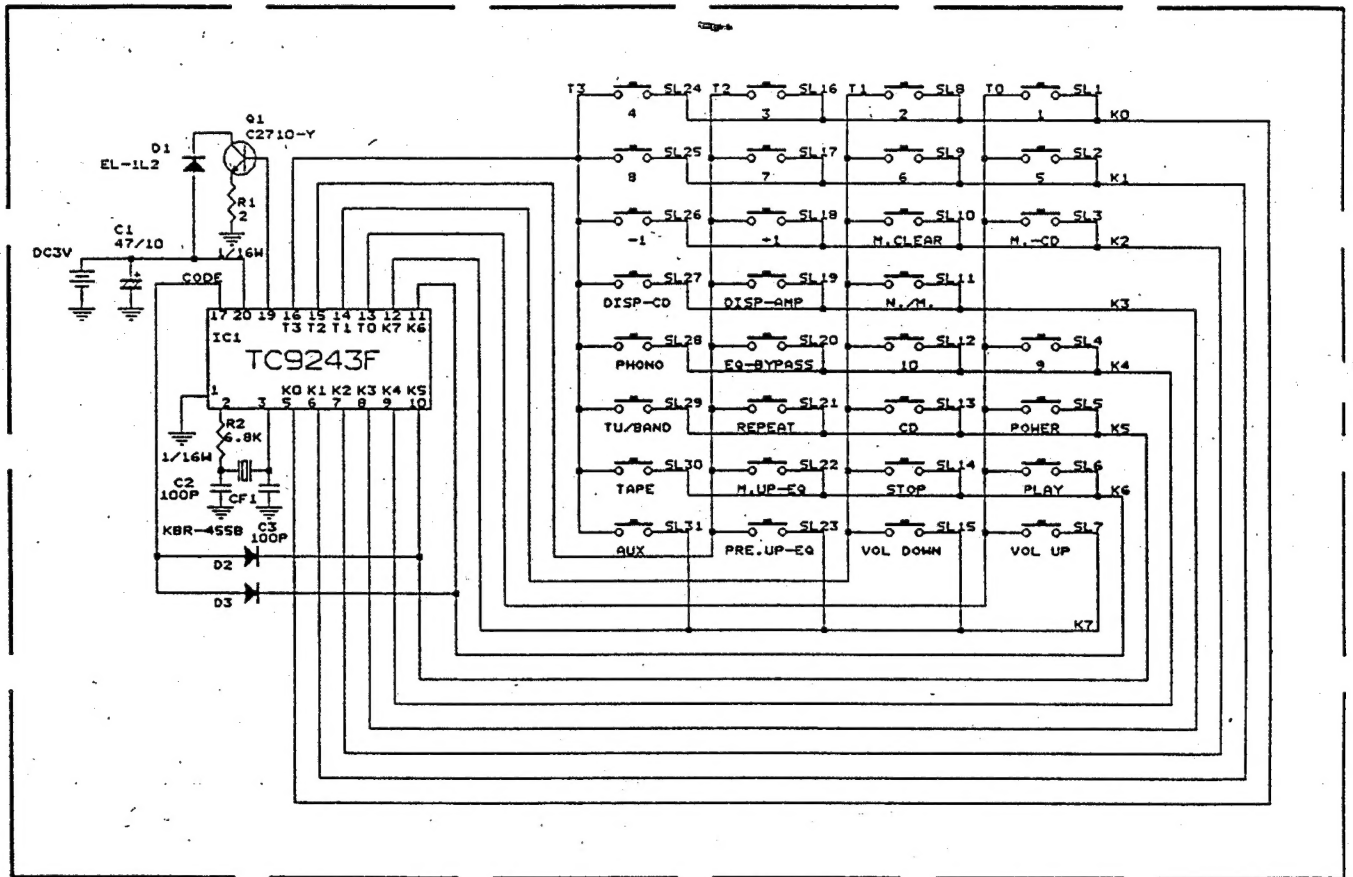 T3 SL24 T2 SL16 T1 SL8 T0 SL1
4 3 2 1 K0
SL25 SL17 SL9 SL2
8 7 6 5 K1
SL26 SL18 SL10 SL3
-1 +1 M.CLEAR M.-CD K2
SL27 SL19 SL11
DISP-CD DISP-AMP N./M. K3
SL28 SL20 SL12 SL4
PHONO EQ-BYPASS 10 9 K4
SL29 SL21 SL13 SL5
TU/BAND REPEAT CD POWER K5
SL30 SL22 SL14 SL6
TAPE M.UP-EQ STOP PLAY K6
SL31 SL23 SL15 SL7
AUX PRE.UP-EQ VOL DOWN VOL UP
K7
Q1
C2710-Y
D1
EL-1L2
R1
2
1/16W
C1
47/10
DC3V
CODE
17 20 19 16 15 14 13 12 11
T3 T2 T1 T0 K7 K6
IC1
TC9243F
K0 K1 K2 K3 K4 K5
1 2 3 5 6 7 8 9 10
R2
6.8K
1/16W
C2
100P
CF1
C3
100P
KBR-455B
D2
D3